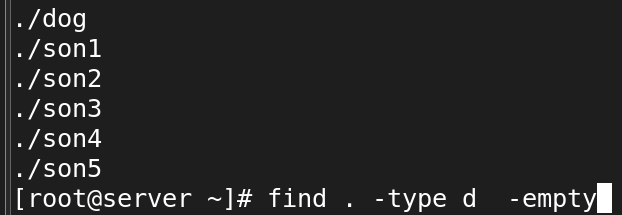 ./dog
./son1
./son2
./son3
./son4
./son5
[root@server ~]# find . -type d  -empty